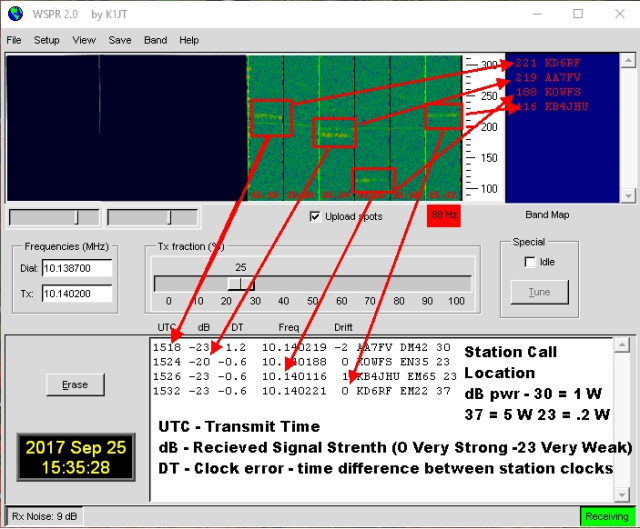 WSPR 2.0 by K1JT
File Setup View Save Band Help
300
250
200
150
100
221 KD6RF
219 AA7FV
188 K0WFS
116 KB4JHU
Upload spots
88 Hz
Band Map
Frequencies (MHz)
Dial: 10.138700
Tx: 10.140200
Tx fraction (%)
25
0 10 20 30 40 50 60 70 80 90 100
Special
Idle
Tune
UTC dB DT Freq Drift
1518 -23 1.2 10.140219 -2 AA7FV DM42 30
1524 -20 -0.6 10.140188 0 K0WFS EN35 23
1526 -23 -0.6 10.140116 1 KB4JHU EM65 23
1532 -23 -0.6 10.140221 0 KD6RF EM22 37
Station Call
Location
dB pwr - 30 = 1 W
37 = 5 W 23 = .2 W
Erase
UTC - Transmit Time
dB - Recieved Signal Strenth (0 Very Strong -23 Very Weak)
DT - Clock error - time difference between station clocks
2017 Sep 25
15:35:28
Rx Noise: 9 dB
Receiving